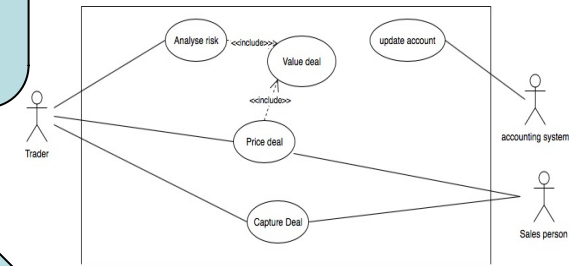 Analyse risk
<<include>>>
Value deal
update account
<<include>>
Trader
Price deal
accounting system
Capture Deal
Sales person